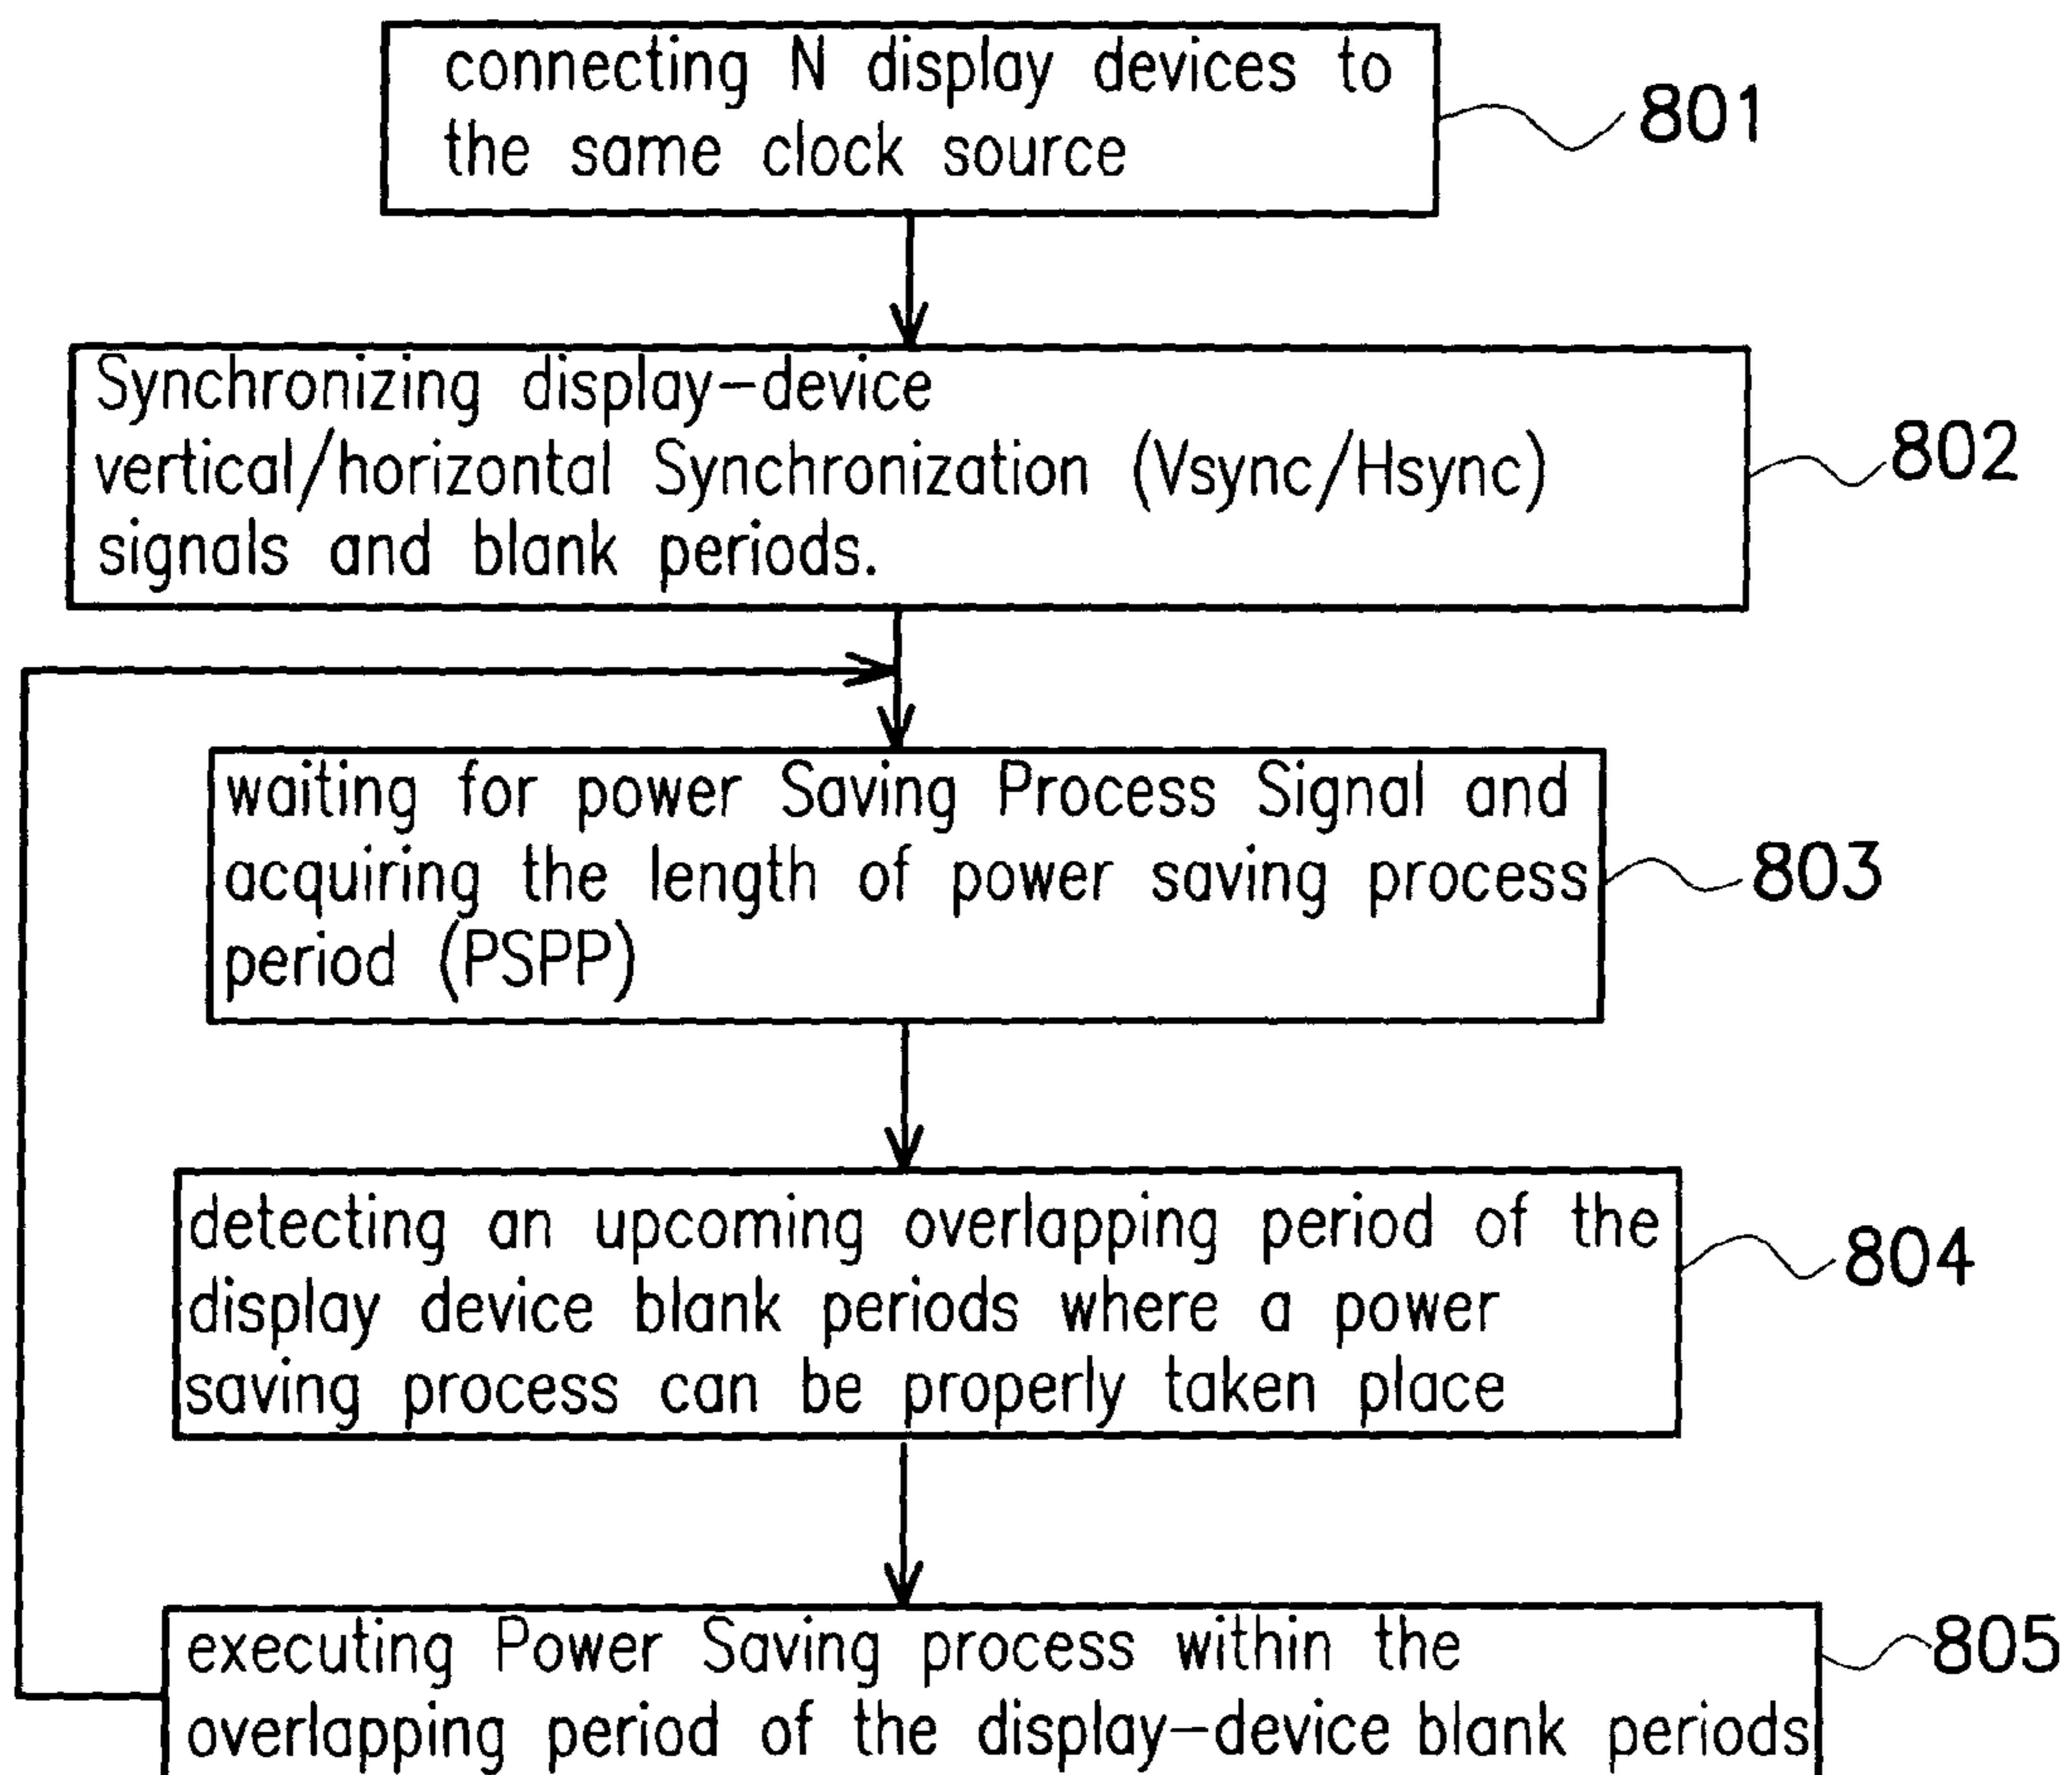 connecting N display devices to
the same clock source
801
Synchronizing display-device
vertical/horizontal Synchronization (Vsync/Hsync)
signals and blank periods.
802
waiting for power Saving Process Signal and
acquiring the length of power saving process
period (PSPP)
803
detecting an upcoming overlapping period of the
display device blank periods where a power
saving process can be properly taken place
804
executing Power Saving process within the
overlapping period of the display-device blank periods
805